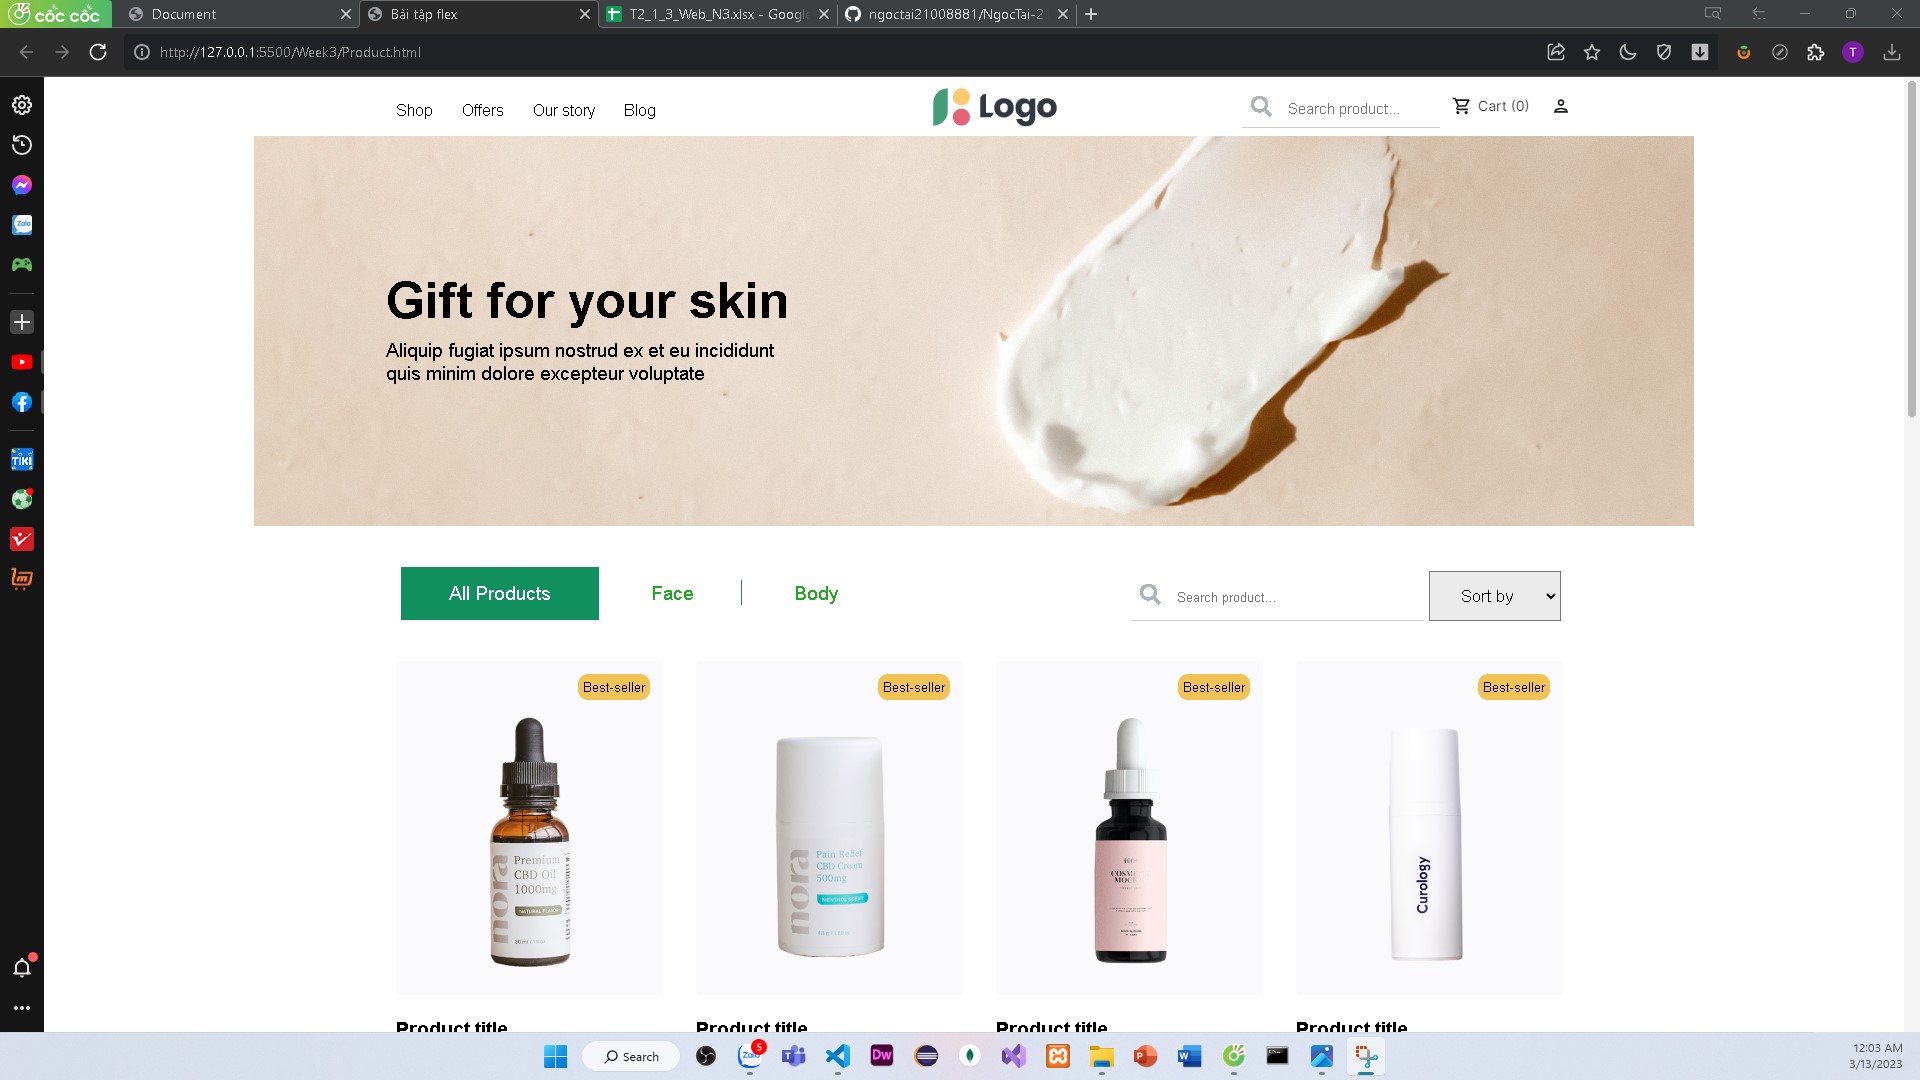 cốc cốc
Document
Bài tập flex
T2_1_3_Web_N3.xlsx - Google
ngoctai21008881/NgocTai-2
http://127.0.0.1:5500/Week3/Product.html
T
Shop
Offers
Our story
Blog
Logo
Search product...
Cart (0)
Gift for your skin
Aliquip fugiat ipsum nostrud ex et eu incididunt
quis minim dolore excepteur voluptate
All Products
Face
Body
Search product...
Sort by
Best-seller
Best-seller
Best-seller
Best-seller
nora
Premium
CBD Oil
1000mg
NATURAL FLAVOR
nora
Pain Relief
CBD Cream
500mg
MENTHOL SCENT
Curology
Product title
Product title
Product title
Product title
Zalo
TIKI
Search
Zalo
5
Dw
12:03 AM
3/13/2023